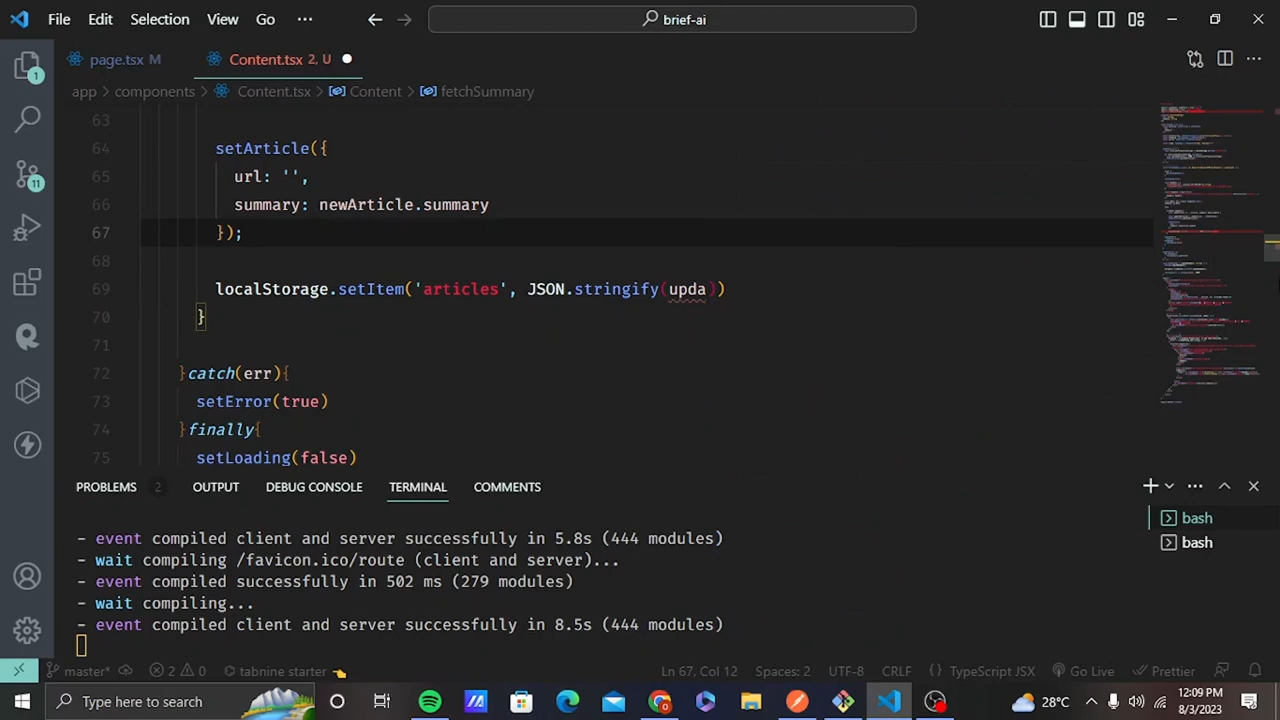 File Edit Selection View Go ··· brief-ai
page.tsx M Content.tsx 2, U
app > components > Content.tsx > Content > fetchSummary
63
64 setArticle({
65 url: '',
66 summary: newArticle.summary
67 });
68
69 localStorage.setItem('articles', JSON.stringify(upda))
70 }
71
72 }catch(err){
73 setError(true)
74 }finally{
75 setLoading(false)
PROBLEMS 2 OUTPUT DEBUG CONSOLE TERMINAL COMMENTS
bash
bash
- event compiled client and server successfully in 5.8s (444 modules)
- wait compiling /favicon.ico/route (client and server)...
- event compiled successfully in 502 ms (279 modules)
- wait compiling...
- event compiled client and server successfully in 8.5s (444 modules)
master* 2 0 tabnine starter Ln 67, Col 12 Spaces: 2 UTF-8 CRLF TypeScript JSX Go Live Prettier
Type here to search 28°C 12:09 PM
8/3/2023
1
11